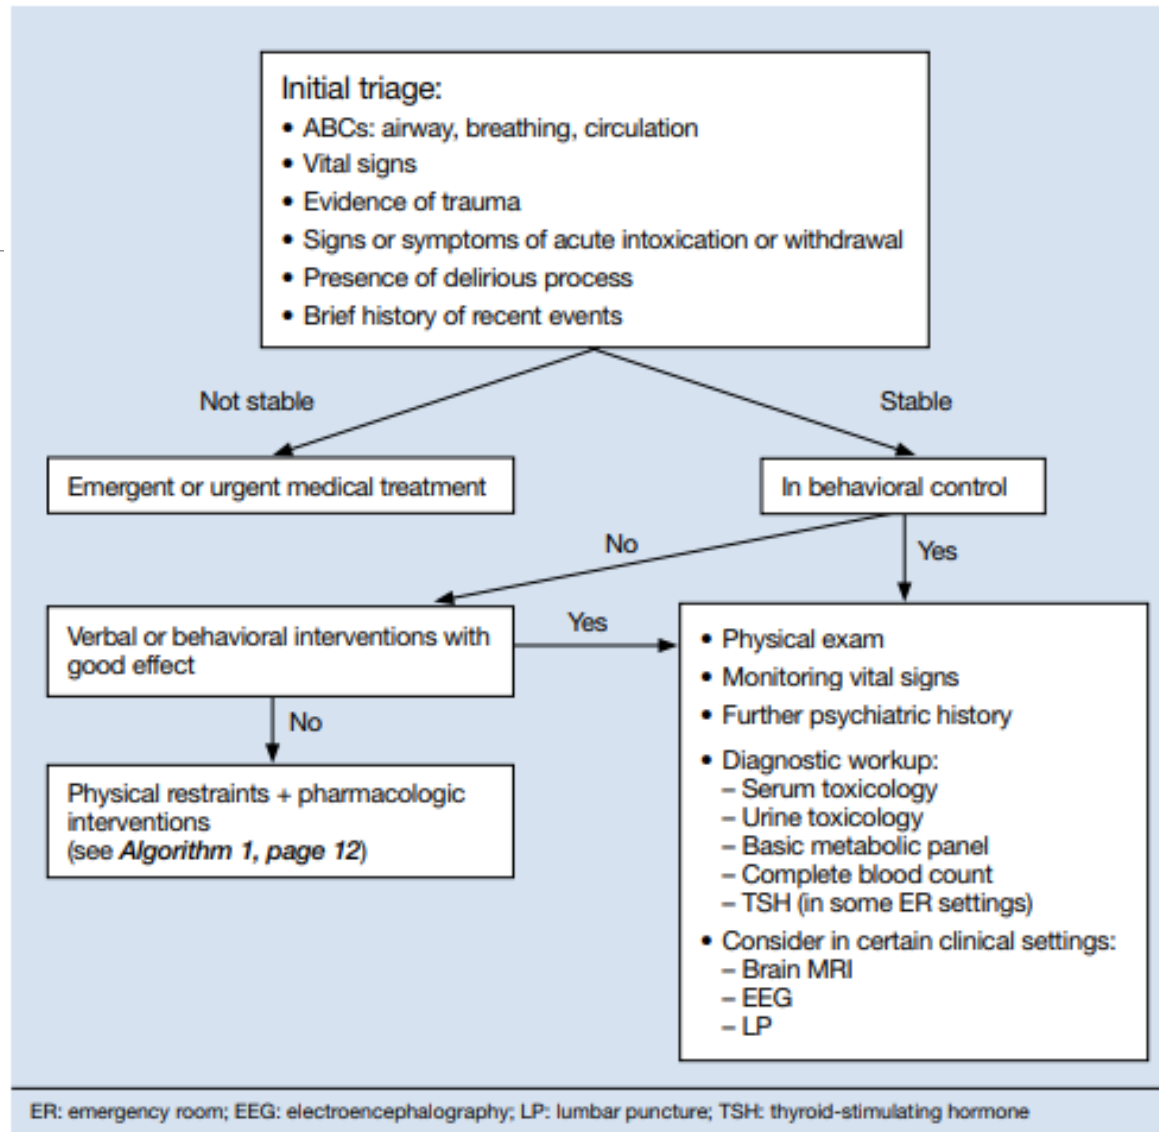 Initial triage:
• ABCs: airway, breathing, circulation
• Vital signs
• Evidence of trauma
• Signs or symptoms of acute intoxication or withdrawal
• Presence of delirious process
• Brief history of recent events
Not stable
Stable
Emergent or urgent medical treatment
In behavioral control
No
Yes
Verbal or behavioral interventions with
good effect
Yes
No
Physical restraints + pharmacologic
interventions
(see Algorithm 1, page 12)
• Physical exam
• Monitoring vital signs
• Further psychiatric history
• Diagnostic workup:
– Serum toxicology
– Urine toxicology
– Basic metabolic panel
– Complete blood count
– TSH (in some ER settings)
• Consider in certain clinical settings:
– Brain MRI
– EEG
– LP
ER: emergency room; EEG: electroencephalography; LP: lumbar puncture; TSH: thyroid-stimulating hormone